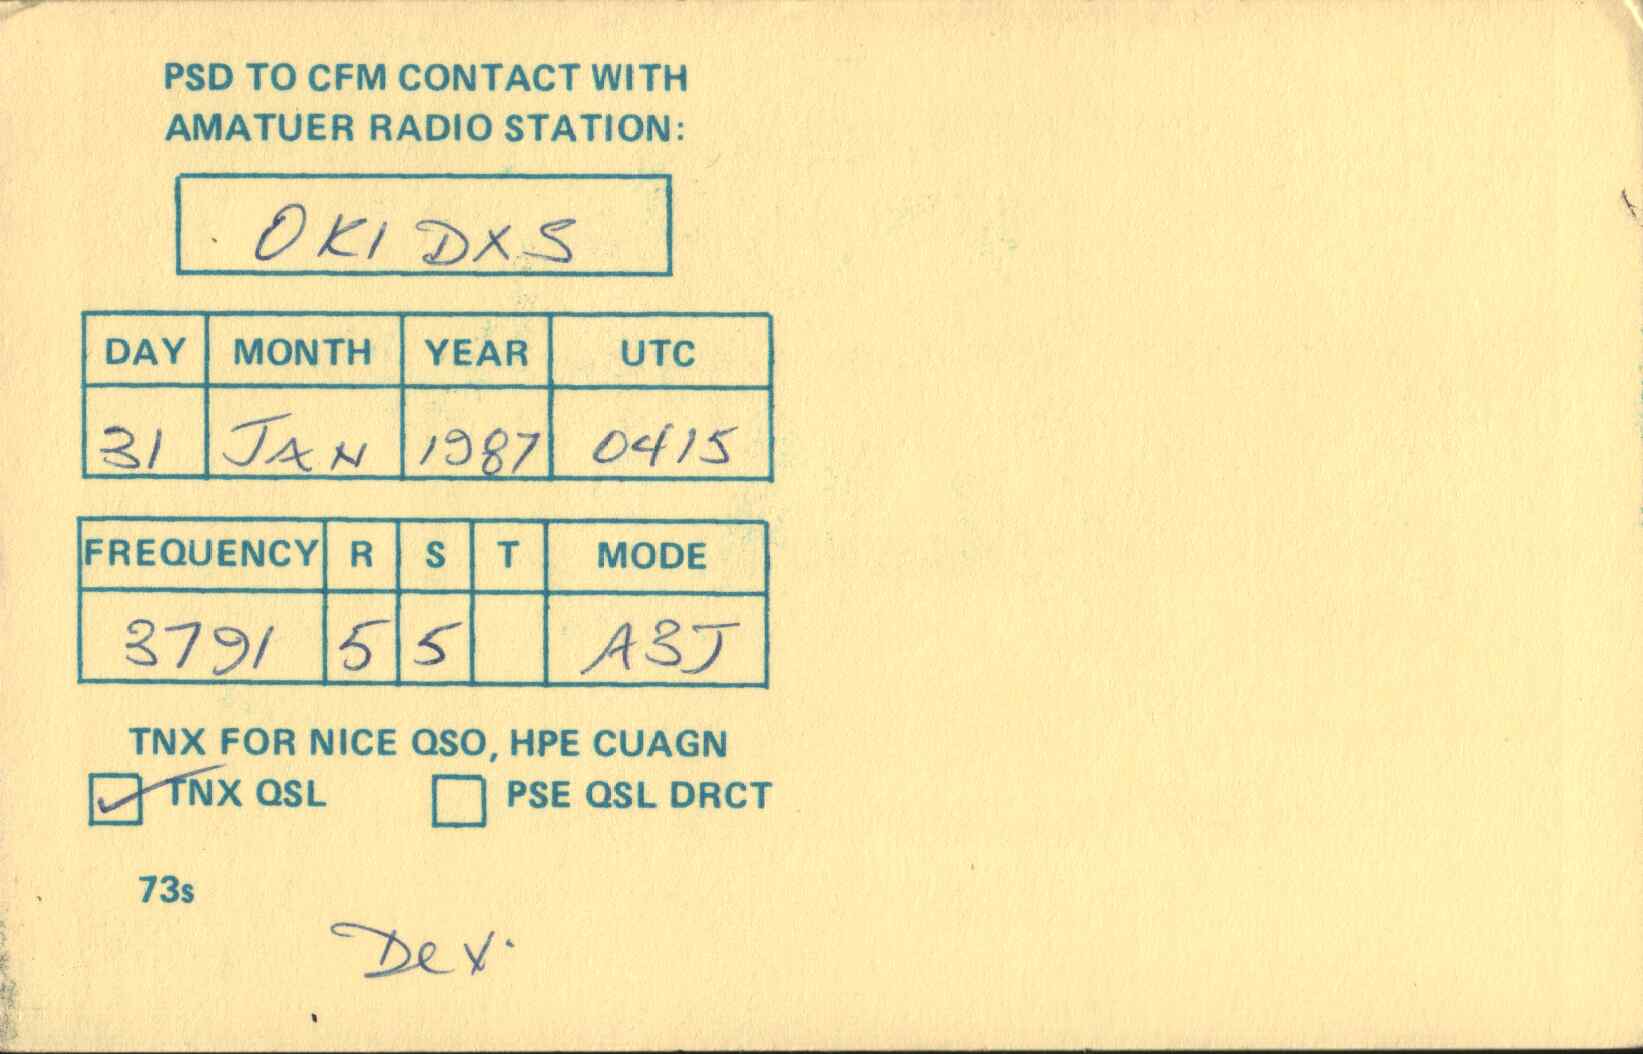 PSD TO CFM CONTACT WITH
AMATUER RADIO STATION:
OK1DXS
DAY MONTH YEAR UTC
31 JAN 1987 0415
FREQUENCY R S T MODE
3791 5 5 A3J
TNX FOR NICE QSO, HPE CUAGN
TNX QSL PSE QSL DRCT
73s
Dex.